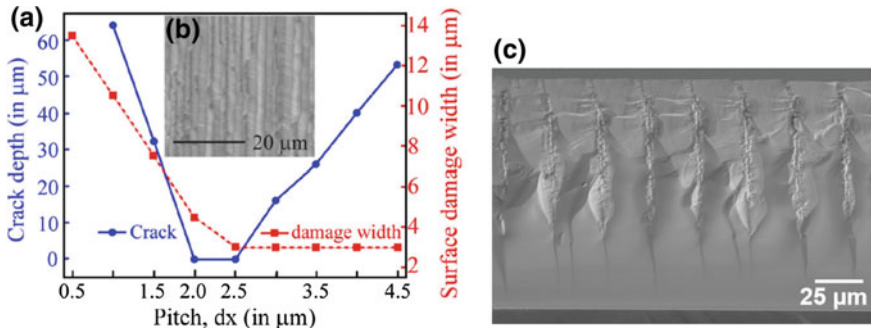 (a)
Crack depth (in μm)
60
50
40
30
20
10
0
(b)
20 μm
Crack
damage width
14
12
10
8
6
4
2
Surface damage width (in μm)
0.5 1.0 1.5 2.0 2.5 3.5 4.5
Pitch, dx (in μm)
(c)
25 μm